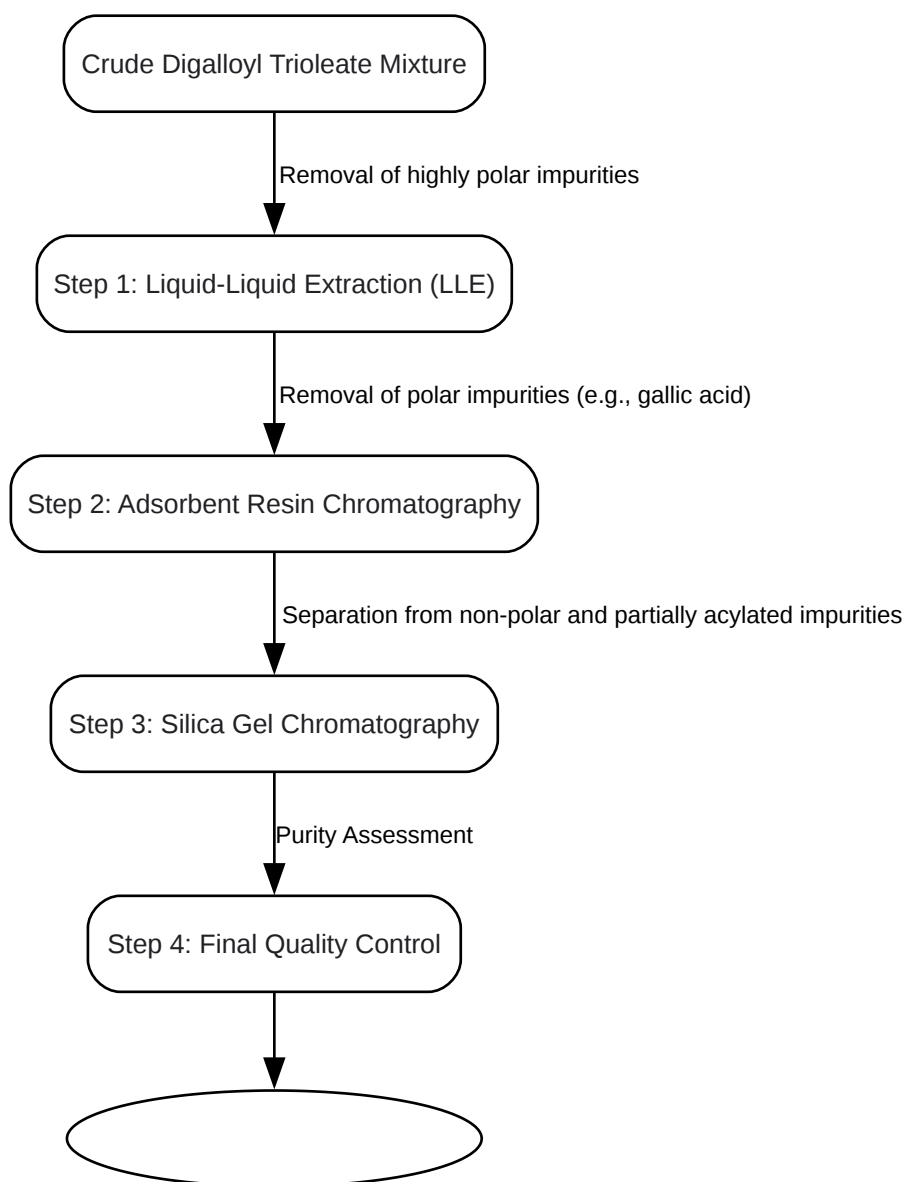 Crude Digalloyl Trioleate Mixture
Removal of highly polar impurities
Step 1: Liquid-Liquid Extraction (LLE)
Removal of polar impurities (e.g., gallic acid)
Step 2: Adsorbent Resin Chromatography
Separation from non-polar and partially acylated impurities
Step 3: Silica Gel Chromatography
Purity Assessment
Step 4: Final Quality Control